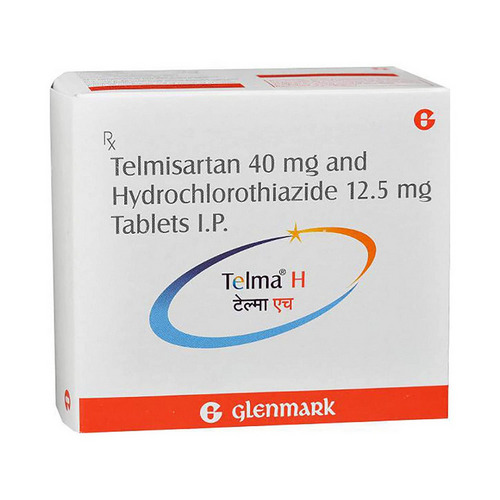 Rx
Telmisartan 40 mg and
Hydrochlorothiazide 12.5 mg
Tablets I.P.
Telma® H
टेल्मा एच
glenmark